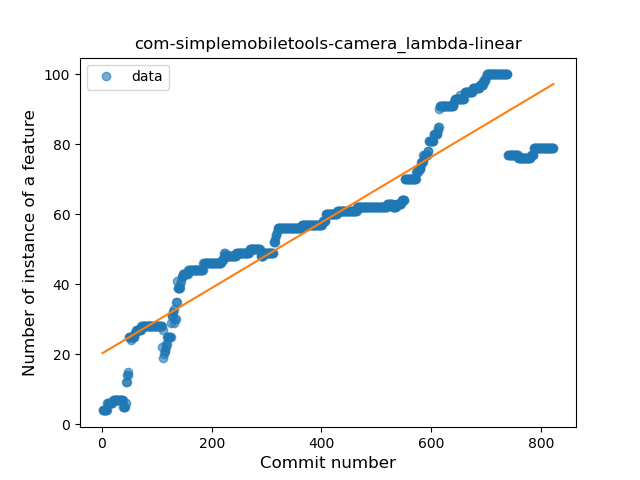 com-simplemobiletools-camera_lambda-linear
data
Number of instance of a feature
100
80
60
40
20
0
0 200 400 600 800
Commit number